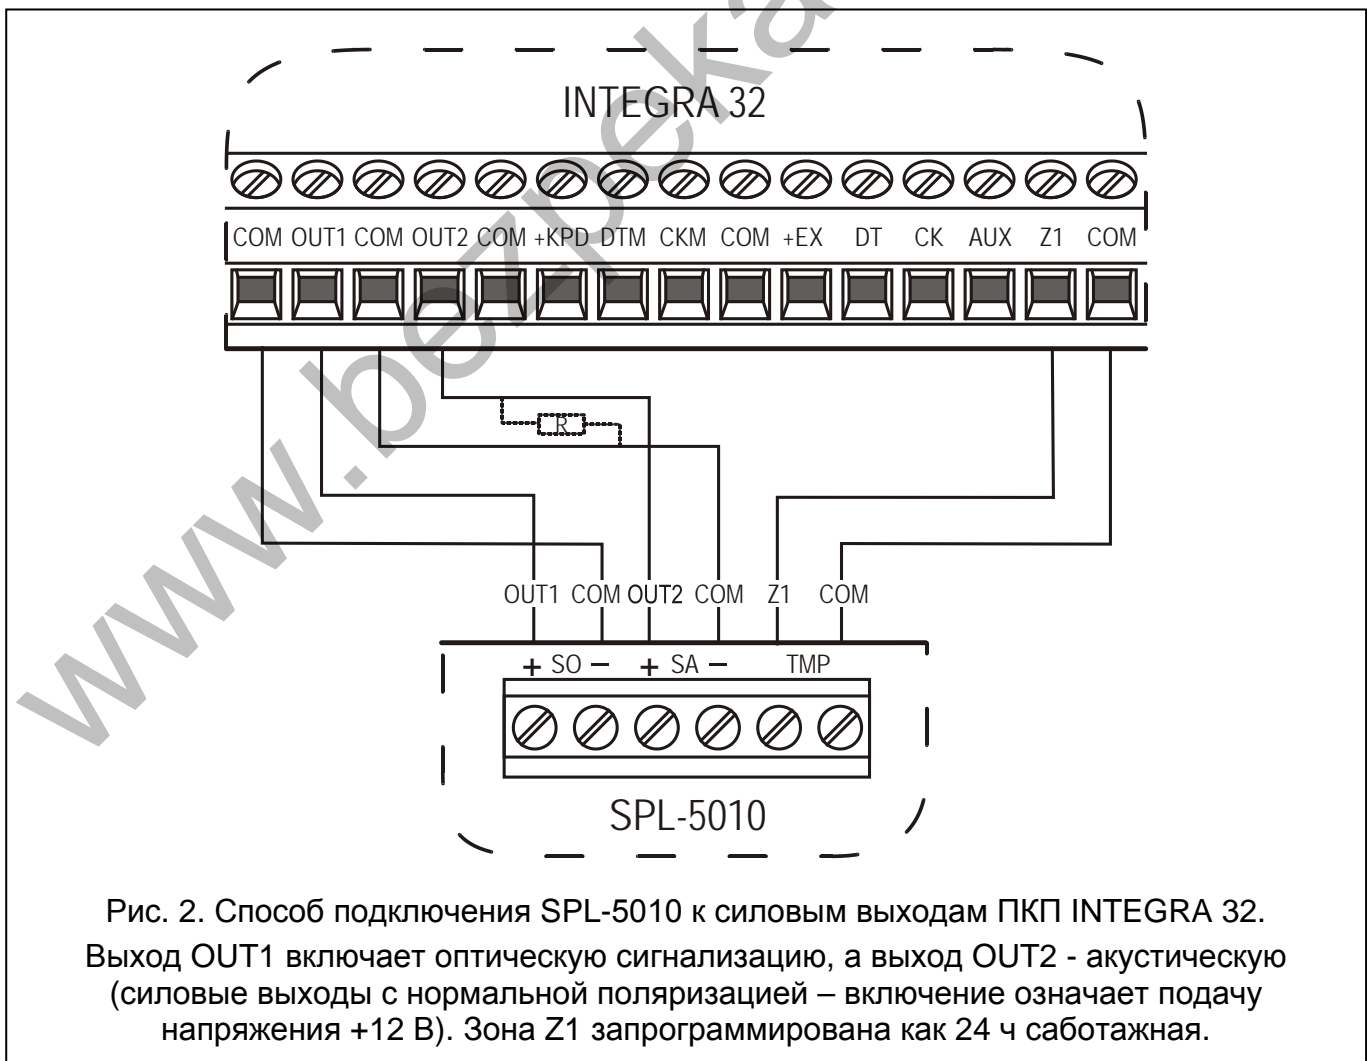 INTEGRA 32
COM OUT1 COM OUT2 COM +KPD DTM CKM COM +EX DT CK AUX Z1 COM
R
OUT1 COM OUT2 COM Z1 COM
+ SO − + SA − TMP
SPL-5010
Рис. 2. Способ подключения SPL-5010 к силовым выходам ПКП INTEGRA 32.
Выход OUT1 включает оптическую сигнализацию, а выход OUT2 - акустическую
(силовые выходы с нормальной поляризацией – включение означает подачу
напряжения +12 В). Зона Z1 запрограммирована как 24 ч саботажная.
www.bezpeka